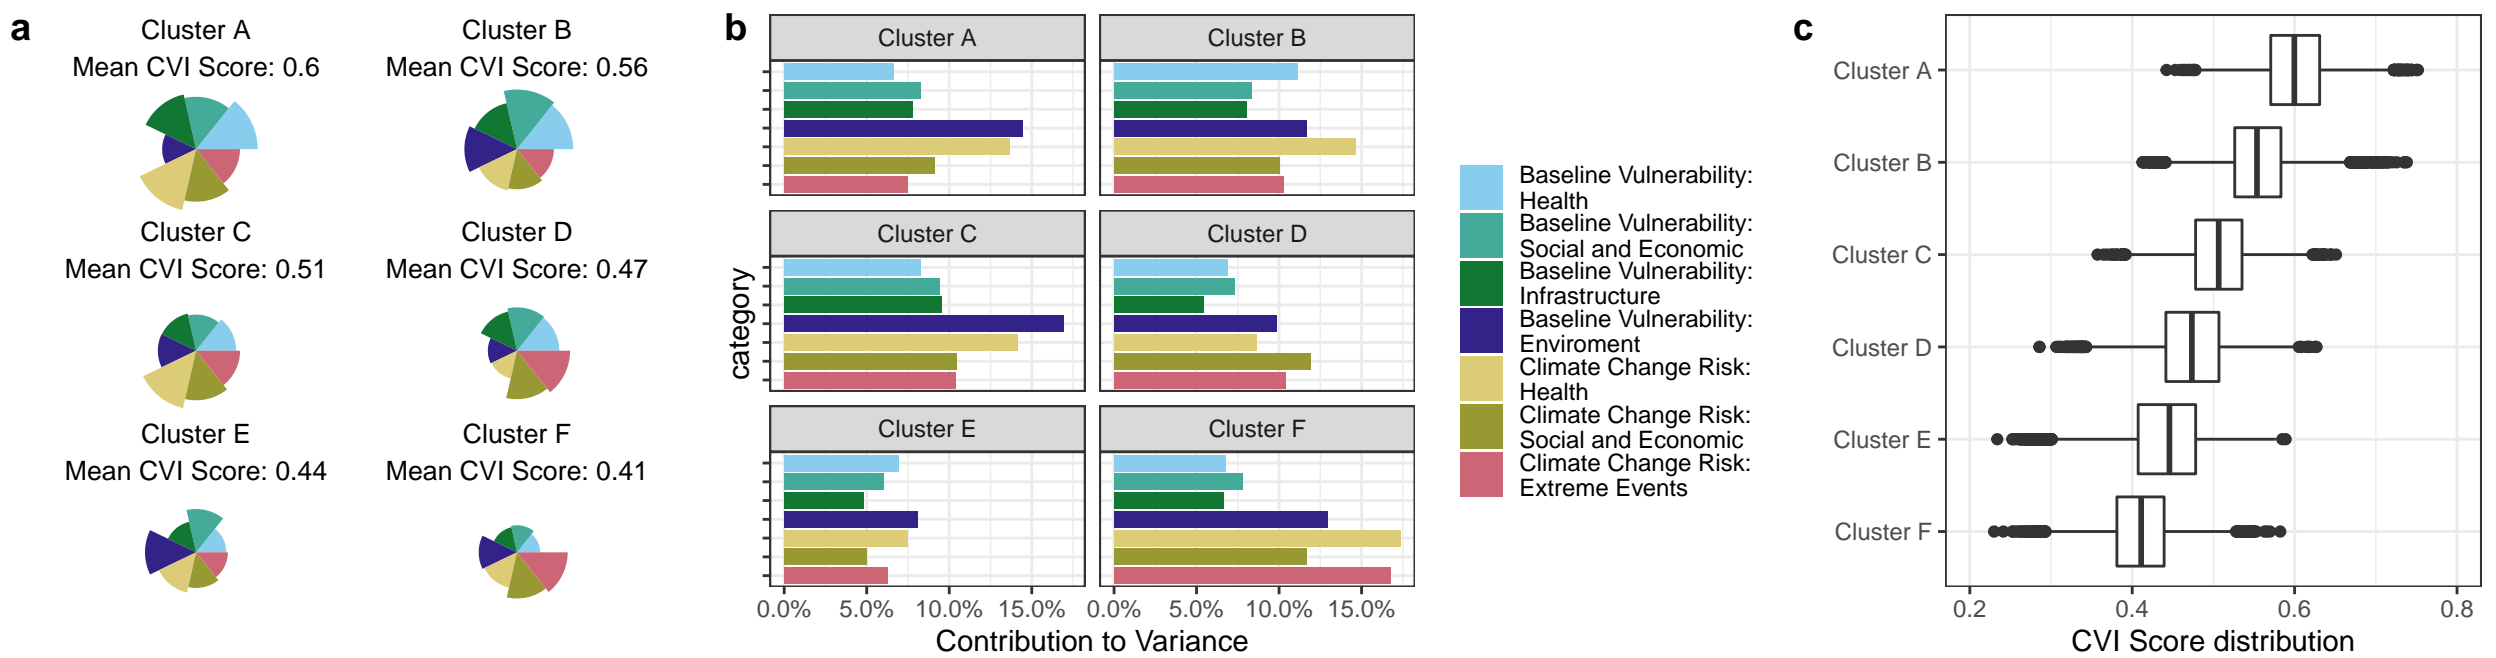 a
Cluster A
Mean CVI Score: 0.6
Cluster B
Mean CVI Score: 0.56
Cluster C
Mean CVI Score: 0.51
Cluster D
Mean CVI Score: 0.47
Cluster E
Mean CVI Score: 0.44
Cluster F
Mean CVI Score: 0.41
b
category
Cluster A
Cluster B
Cluster C
Cluster D
Cluster E
Cluster F
0.0% 5.0% 10.0% 15.0%
0.0% 5.0% 10.0% 15.0%
Contribution to Variance
Baseline Vulnerability:
Health
Baseline Vulnerability:
Social and Economic
Baseline Vulnerability:
Infrastructure
Baseline Vulnerability:
Enviroment
Climate Change Risk:
Health
Climate Change Risk:
Social and Economic
Climate Change Risk:
Extreme Events
c
Cluster A
Cluster B
Cluster C
Cluster D
Cluster E
Cluster F
0.2 0.4 0.6 0.8
CVI Score distribution